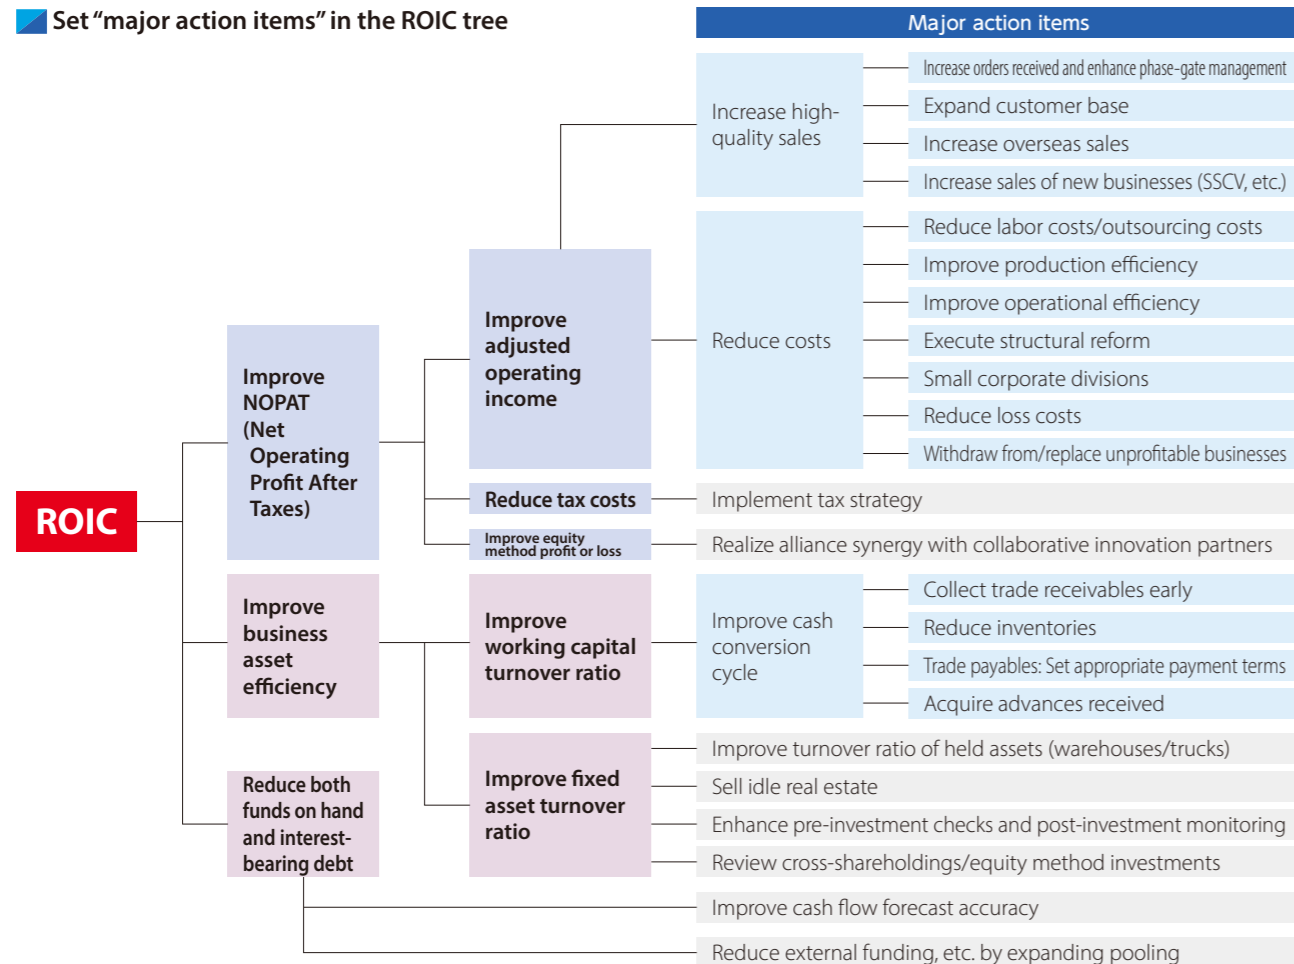 Set “major action items” in the ROIC tree
Major action items
ROIC
Improve
NOPAT
(Net
Operating
Profit After
Taxes)
Improve
adjusted
operating
income
Increase high-
quality sales
Increase orders received and enhance phase-gate management
Expand customer base
Increase overseas sales
Increase sales of new businesses (SSCV, etc.)
Reduce costs
Reduce labor costs/outsourcing costs
Improve production efficiency
Improve operational efficiency
Execute structural reform
Small corporate divisions
Reduce loss costs
Withdraw from/replace unprofitable businesses
Reduce tax costs
Implement tax strategy
Improve equity
method profit or loss
Realize alliance synergy with collaborative innovation partners
Improve
business
asset
efficiency
Improve
working capital
turnover ratio
Improve cash
conversion
cycle
Collect trade receivables early
Reduce inventories
Trade payables: Set appropriate payment terms
Acquire advances received
Improve fixed
asset turnover
ratio
Improve turnover ratio of held assets (warehouses/trucks)
Sell idle real estate
Enhance pre-investment checks and post-investment monitoring
Review cross-shareholdings/equity method investments
Reduce both
funds on hand
and interest-
bearing debt
Improve cash flow forecast accuracy
Reduce external funding, etc. by expanding pooling